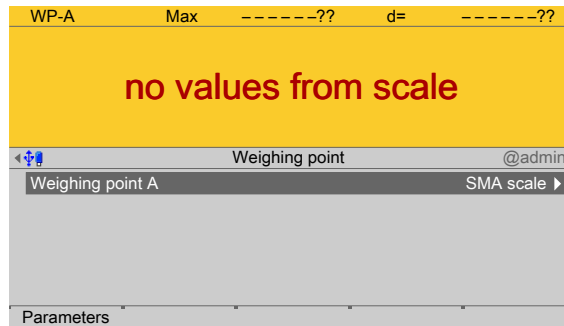 WP-A Max ––––––?? d= ––––––??
no values from scale
Weighing point @admin
Weighing point A SMA scale
Parameters